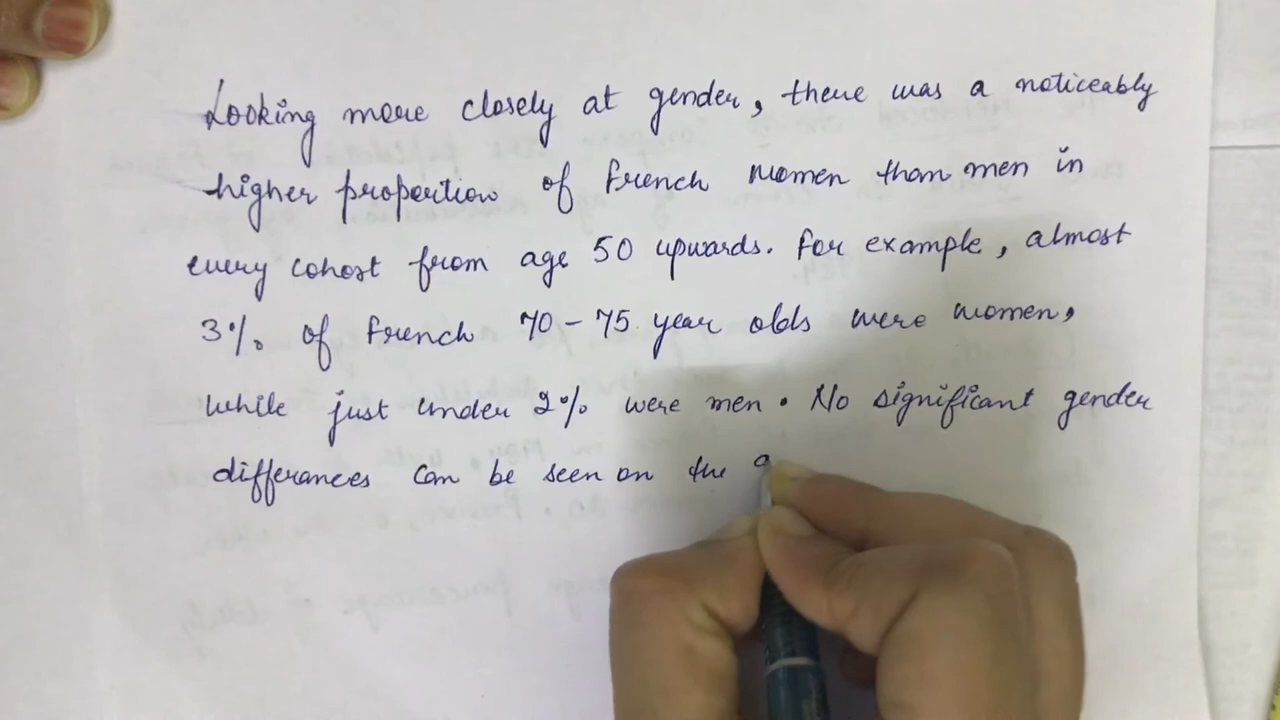 Looking more closely at gender, there was a noticeably
higher proportion of French women than men in
every cohort from age 50 upwards. For example, almost
3% of French 70-75 year olds were women,
while just under 2% were men. No significant gender
differances can be seen on the